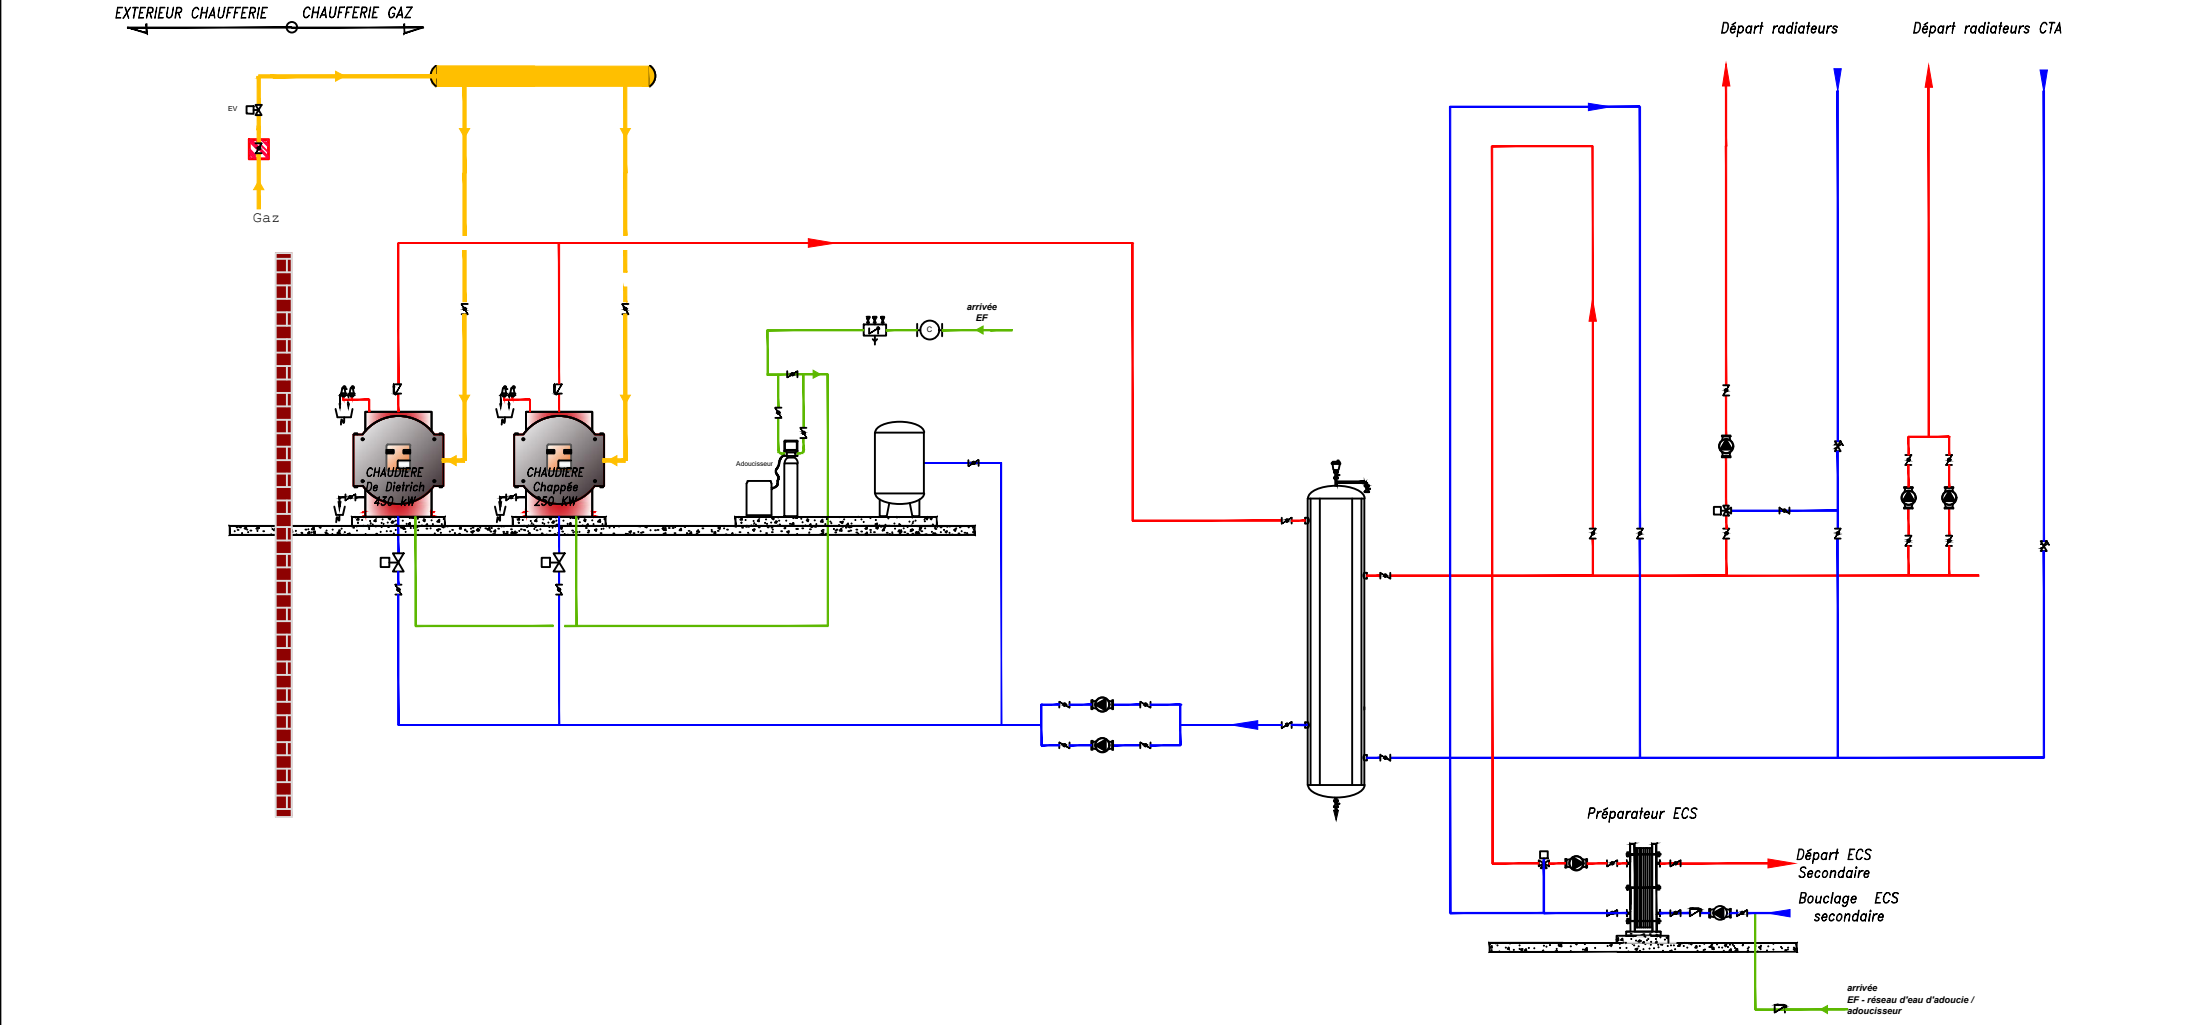 EXTERIEUR CHAUFFERIE
CHAUFFERIE GAZ
Départ radiateurs
Départ radiateurs CTA
EV
Gaz
arrivée
EF
C
Adoucisseur
CHAUDIERE
De Dietrich
430 kW
CHAUDIERE
Chappée
250 KW
Préparateur ECS
Départ ECS
Secondaire
Bouclage ECS
secondaire
arrivée
EF - réseau d'eau d'adoucie /
adoucisseur